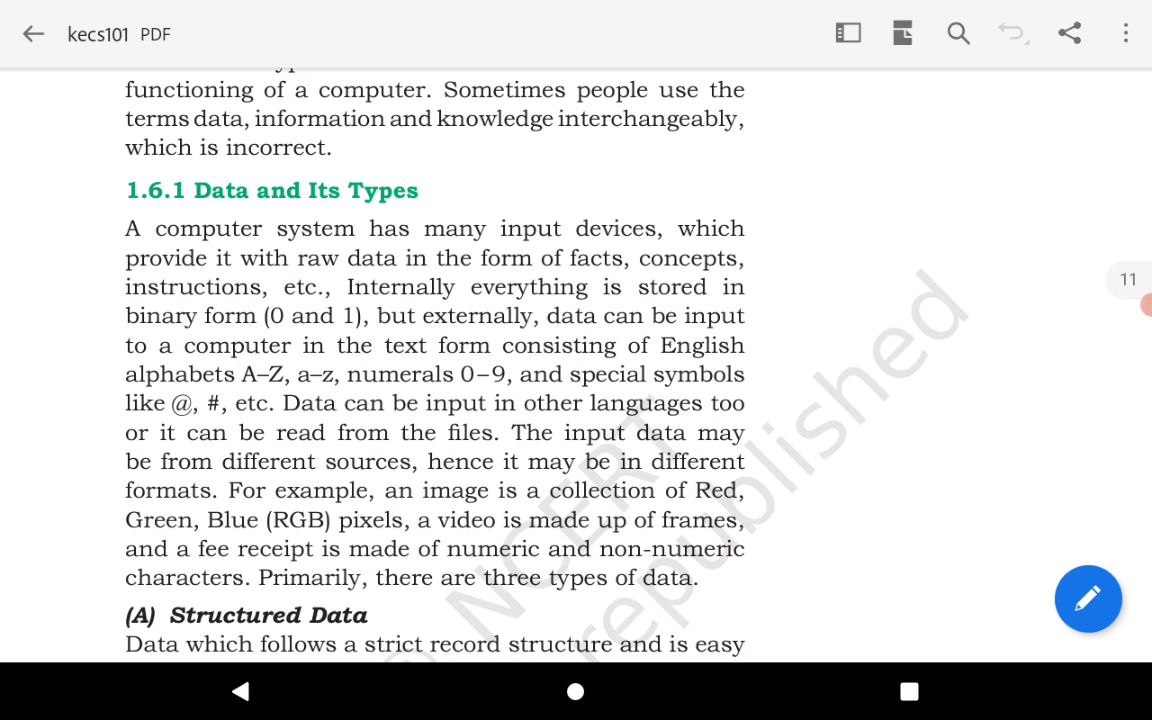 kecs101 PDF
functioning of a computer. Sometimes people use the
terms data, information and knowledge interchangeably,
which is incorrect.
1.6.1 Data and Its Types
A computer system has many input devices, which
provide it with raw data in the form of facts, concepts,
instructions, etc., Internally everything is stored in
binary form (0 and 1), but externally, data can be input
to a computer in the text form consisting of English
alphabets A–Z, a–z, numerals 0–9, and special symbols
like @, #, etc. Data can be input in other languages too
or it can be read from the files. The input data may
be from different sources, hence it may be in different
formats. For example, an image is a collection of Red,
Green, Blue (RGB) pixels, a video is made up of frames,
and a fee receipt is made of numeric and non-numeric
characters. Primarily, there are three types of data.
(A) Structured Data
Data which follows a strict record structure and is easy
11
© NCERT
republished